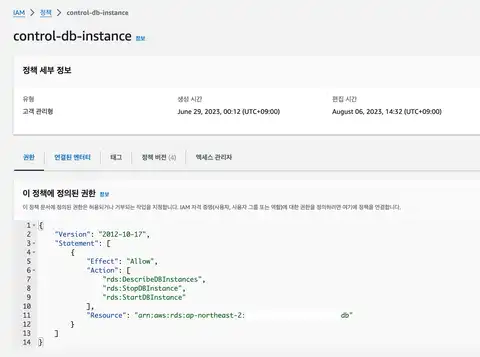 IAM > 정책 > control-db-instance
control-db-instance 정보
정책 세부 정보
유형
생성 시간
편집 시간
고객 관리형
June 29, 2023, 00:12 (UTC+09:00)
August 06, 2023, 14:32 (UTC+09:00)
권한 연결된 엔터티 태그 정책 버전 (4) 액세스 관리자
이 정책에 정의된 권한 정보
이 정책 문서에 정의된 권한은 허용되거나 거부되는 작업을 지정합니다. IAM 자격 증명(사용자, 사용자 그룹 또는 역할)에 대한 권한을 정의하려면 여기에 정책을 연결합니다.
1 {
2 "Version": "2012-10-17",
3 "Statement": [
4 {
5 "Effect": "Allow",
6 "Action": [
7 "rds:DescribeDBInstances",
8 "rds:StopDBInstance",
9 "rds:StartDBInstance"
10 ],
11 "Resource": "arn:aws:rds:ap-northeast-2: db"
12 }
13 ]
14 }